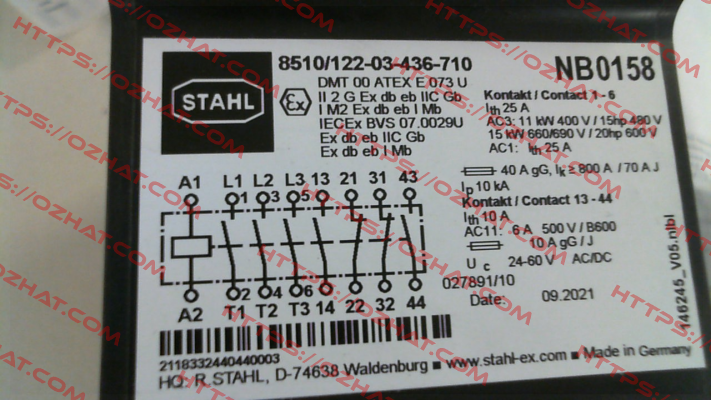 8510/122-03-436-710
NB0158
STAHL
Ex
DMT 00 ATEX E 073 U
II 2 G Ex db eb IIC Gb
I M2 Ex db eb I Mb
IECEx BVS 07.0029U
Ex db eb IIC Gb
Ex db eb I Mb
Kontakt / Contact 1 - 6
Ith 25 A
AC3: 11 kW 400 V / 15hp 480 V
15 kW 660/690 V / 20hp 600 V
AC1: Ith 25 A
40 A gG, Ik ≥ 800 A / 70 A J
Ip 10 kA
Kontakt / Contact 13 - 44
Ith 10 A
AC11: 6 A 500 V / B600
10 A gG / J
Uc 24-60 V AC/DC
027891/10
Date: 09.2021
A1 L1 L2 L3 13 21 31 43
1 3 5
2 4 6
A2 T1 T2 T3 14 22 32 44
2118332440440003
HQ: R. STAHL, D-74638 Waldenburg ■ www.stahl-ex.com ■ Made in Germany
146245_V05.nlbl
HTTPS://OZHAT.COM